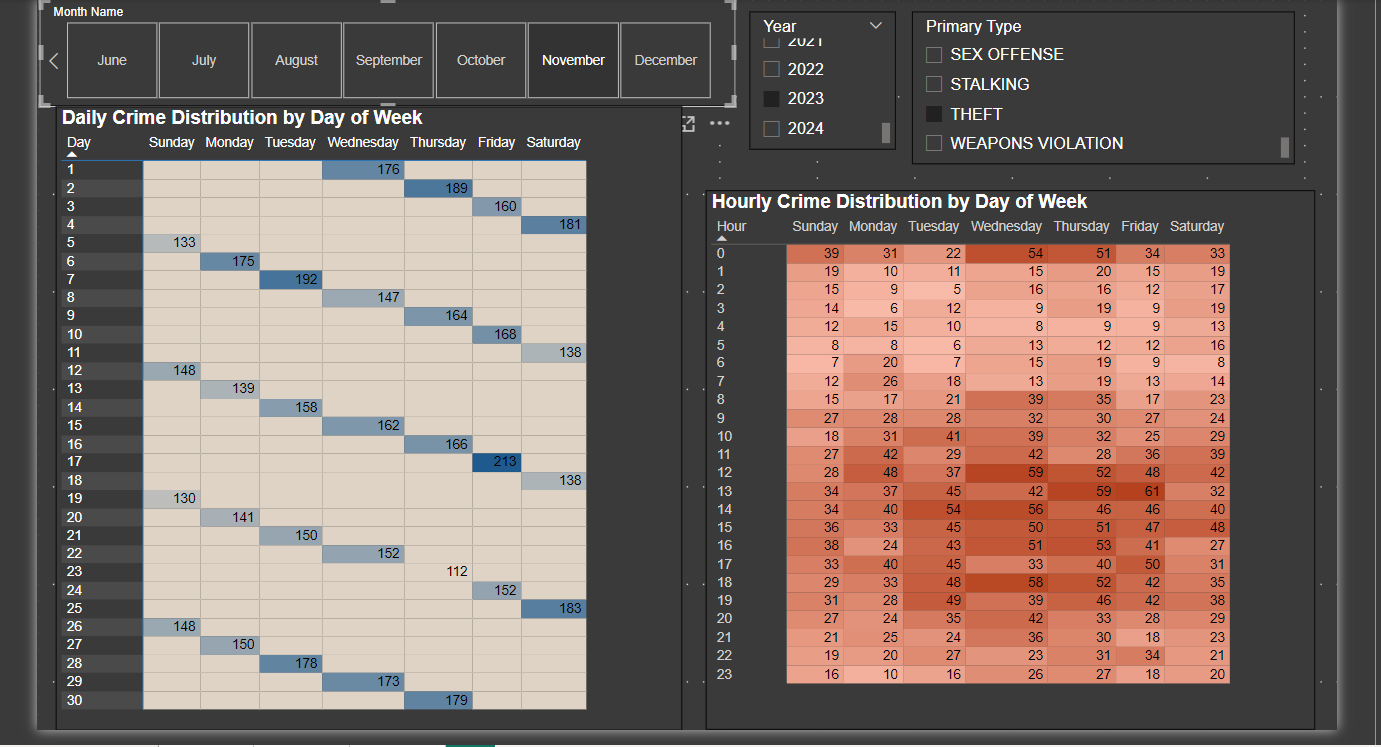 Month Name
June July August September October November December
Year
2021
2022
2023
2024
Primary Type
SEX OFFENSE
STALKING
THEFT
WEAPONS VIOLATION
Daily Crime Distribution by Day of Week
Day Sunday Monday Tuesday Wednesday Thursday Friday Saturday
1 176
2 189
3 160
4 181
5 133
6 175
7 192
8 147
9 164
10 168
11 138
12 148
13 139
14 158
15 162
16 166
17 213
18 138
19 130
20 141
21 150
22 152
23 112
24 152
25 183
26 148
27 150
28 178
29 173
30 179
Hourly Crime Distribution by Day of Week
Hour Sunday Monday Tuesday Wednesday Thursday Friday Saturday
0 39 31 22 54 51 34 33
1 19 10 11 15 20 15 19
2 15 9 5 16 16 12 17
3 14 6 12 9 19 9 19
4 12 15 10 8 9 9 13
5 8 8 6 13 12 12 16
6 7 20 7 15 19 9 8
7 12 26 18 13 19 13 14
8 15 17 21 39 35 17 23
9 27 28 28 32 30 27 24
10 18 31 41 39 32 25 29
11 27 42 29 42 28 36 39
12 28 48 37 59 52 48 42
13 34 37 45 42 59 61 32
14 34 40 54 56 46 46 40
15 36 33 45 50 51 47 48
16 38 24 43 51 53 41 27
17 33 40 45 33 40 50 31
18 29 33 48 58 52 42 35
19 31 28 49 39 46 42 38
20 27 24 35 42 33 28 29
21 21 25 24 36 30 18 23
22 19 20 27 23 31 34 21
23 16 10 16 26 27 18 20